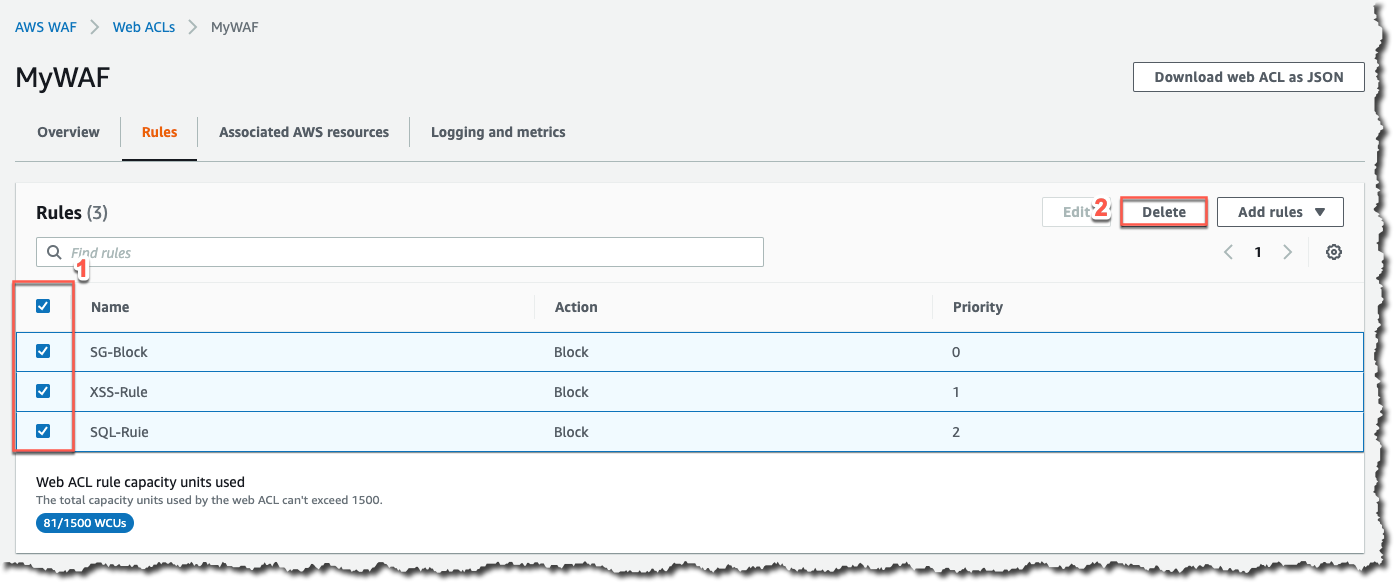 AWS WAF > Web ACLs > MyWAF
MyWAF
Download web ACL as JSON
Overview Rules Associated AWS resources Logging and metrics
Rules (3)
Edit 2 Delete Add rules ▼
Find rules
< 1 >
1
Name Action Priority
SG-Block Block 0
XSS-Rule Block 1
SQL-Ruie Block 2
Web ACL rule capacity units used
The total capacity units used by the web ACL can't exceed 1500.
81/1500 WCUs